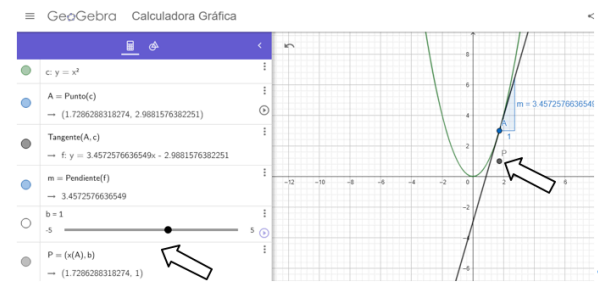 GeoGebra Calculadora Gráfica
c: y = x²
A = Punto(c)
→ (1.7286288318274, 2.9881576382251)
Tangente(A, c)
→ f: y = 3.4572576636549x - 2.9881576382251
m = Pendiente(f)
→ 3.4572576636549
b = 1
-5 5
P = (x(A), b)
→ (1.7286288318274, 1)
8
6
m = 3.4572576636549
4
A
2
1
P
-12 -10 -8 -6 -4 -2 0 2 6
-2
-4
-6